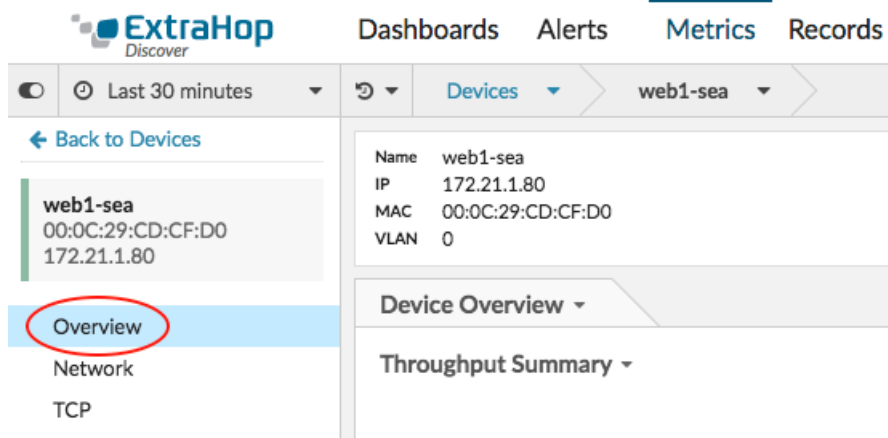 ExtraHop
Discover
Dashboards Alerts Metrics Records
Last 30 minutes Devices web1-sea
Back to Devices
web1-sea
00:0C:29:CD:CF:D0
172.21.1.80
Overview
Network
TCP
Name web1-sea
IP 172.21.1.80
MAC 00:0C:29:CD:CF:D0
VLAN 0
Device Overview
Throughput Summary